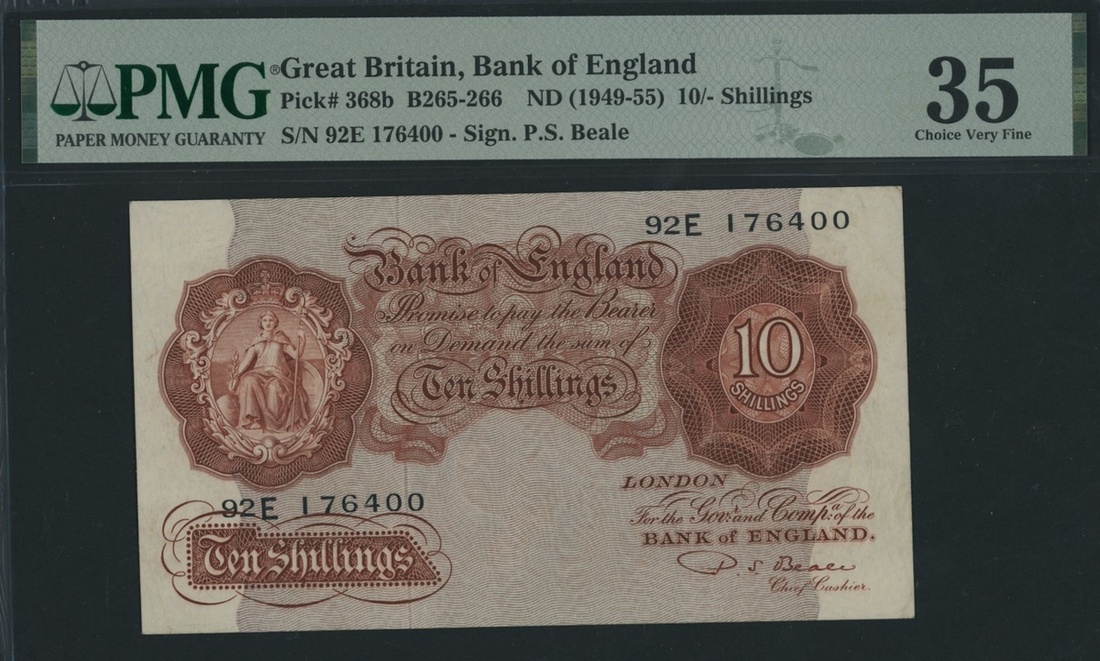 PMG®
PAPER MONEY GUARANTY
Great Britain, Bank of England
Pick# 368b B265-266 ND (1949-55) 10/- Shillings
S/N 92E 176400 - Sign. P.S. Beale
35
Choice Very Fine
92E 176400
Bank of England
Promise to pay the Bearer
on Demand the sum of
Ten Shillings
10
SHILLINGS
92E 176400
Ten Shillings
LONDON
For the Govr. and Compa. of the
BANK of ENGLAND.
P. S. Beale
Chief Cashier.